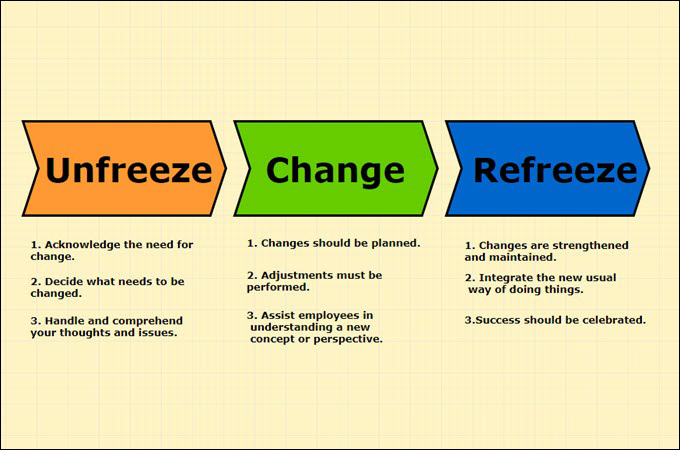 Unfreeze
Change
Refreeze
1. Acknowledge the need for
change.
2. Decide what needs to be
changed.
3. Handle and comprehend
your thoughts and issues.
1. Changes should be planned.
2. Adjustments must be
performed.
3. Assist employees in
understanding a new
concept or perspective.
1. Changes are strengthened
and maintained.
2. Integrate the new usual
way of doing things.
3.Success should be celebrated.